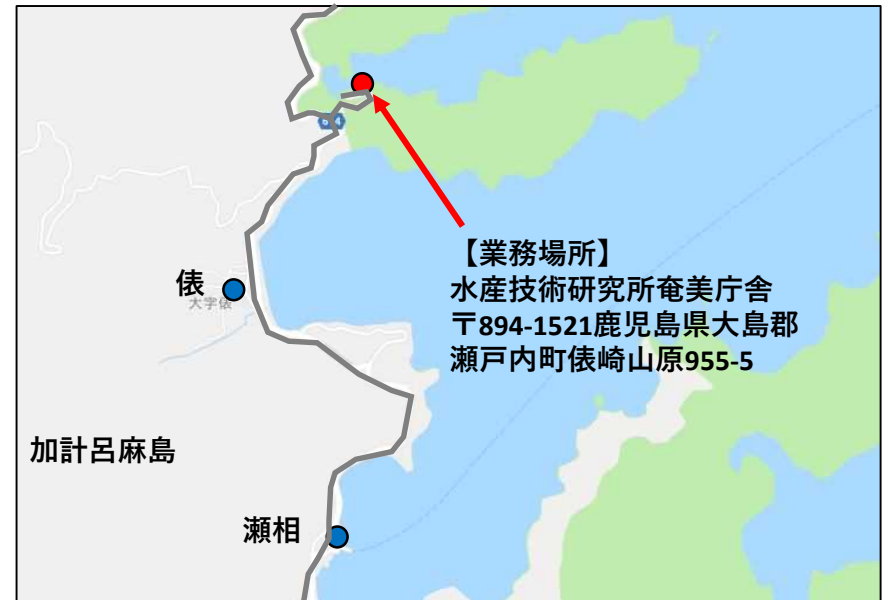 【業務場所】
水産技術研究所奄美庁舎
〒894-1521鹿児島県大島郡
瀬戸内町俵崎山原955-5
俵
大字俵
加計呂麻島
瀬相